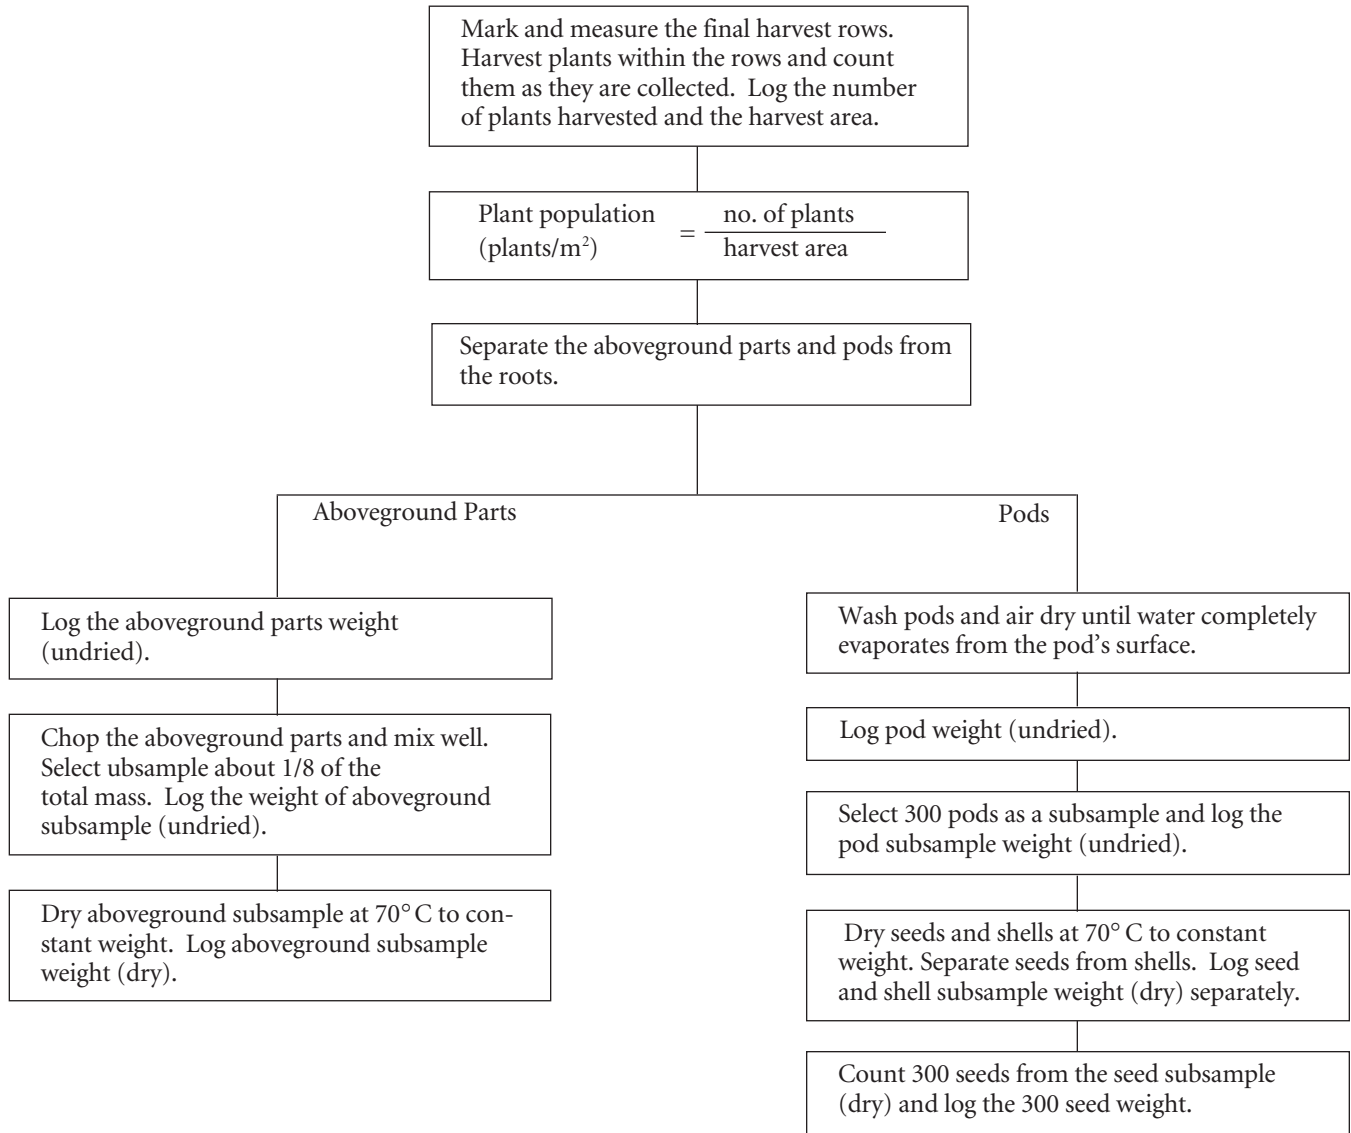 Mark and measure the final harvest rows.
Harvest plants within the rows and count
them as they are collected.  Log the number
of plants harvested and the harvest area.
Plant population
(plants/m²)
= no. of plants
harvest area
Separate the aboveground parts and pods from
the roots.
Aboveground Parts
Log the aboveground parts weight
(undried).
Chop the aboveground parts and mix well.
Select ubsample about 1/8 of the
total mass.  Log the weight of aboveground
subsample (undried).
Dry aboveground subsample at 70° C to con-
stant weight.  Log aboveground subsample
weight (dry).
Pods
Wash pods and air dry until water completely
evaporates from the pod's surface.
Log pod weight (undried).
Select 300 pods as a subsample and log the
pod subsample weight (undried).
Dry seeds and shells at 70° C to constant
weight. Separate seeds from shells.  Log seed
and shell subsample weight (dry) separately.
Count 300 seeds from the seed subsample
(dry) and log the 300 seed weight.